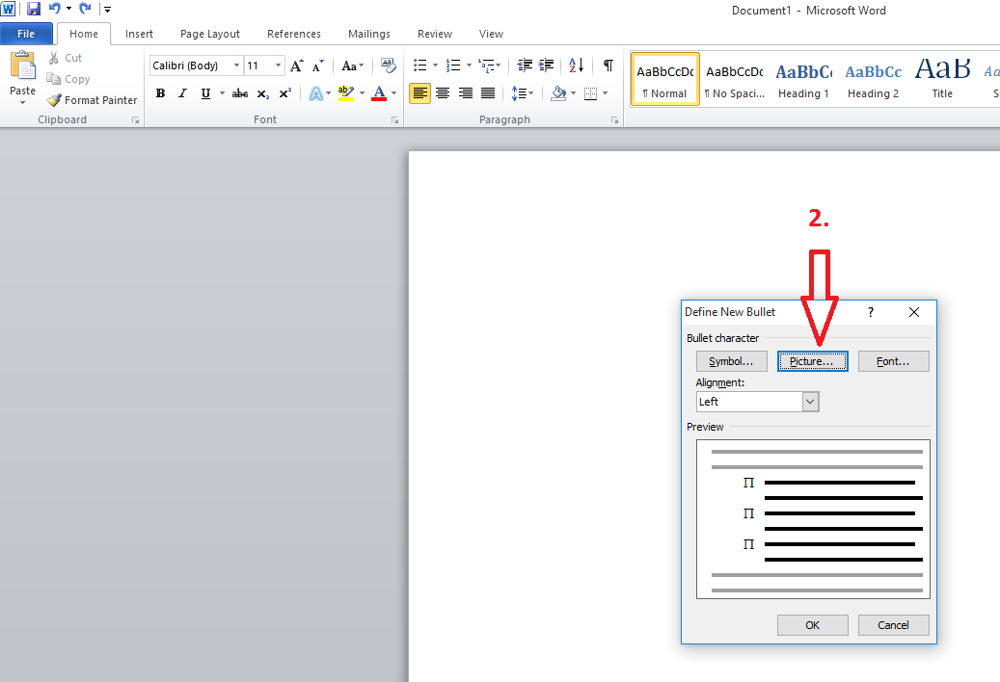 Document1 - Microsoft Word
File Home Insert Page Layout References Mailings Review View
Paste
Cut
Copy
Format Painter
Clipboard
Calibri (Body) 11
Font
Paragraph
AaBbCcDc AaBbCcDc AaBbCc AaBbCc AaB Aa
¶ Normal ¶ No Spaci... Heading 1 Heading 2 Title S
2.
Define New Bullet
Bullet character
Symbol... Picture... Font...
Alignment:
Left
Preview
Π
Π
Π
OK Cancel